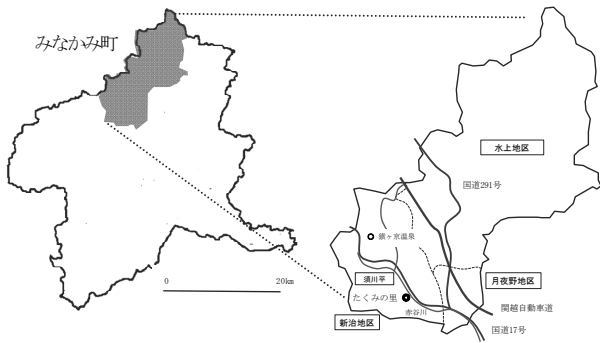 みなかみ町
水上地区
国道291号
猿ヶ京温泉
須川平
月夜野地区
たくみの里
赤谷川
関越自動車道
新治地区
国道17号
0 20km